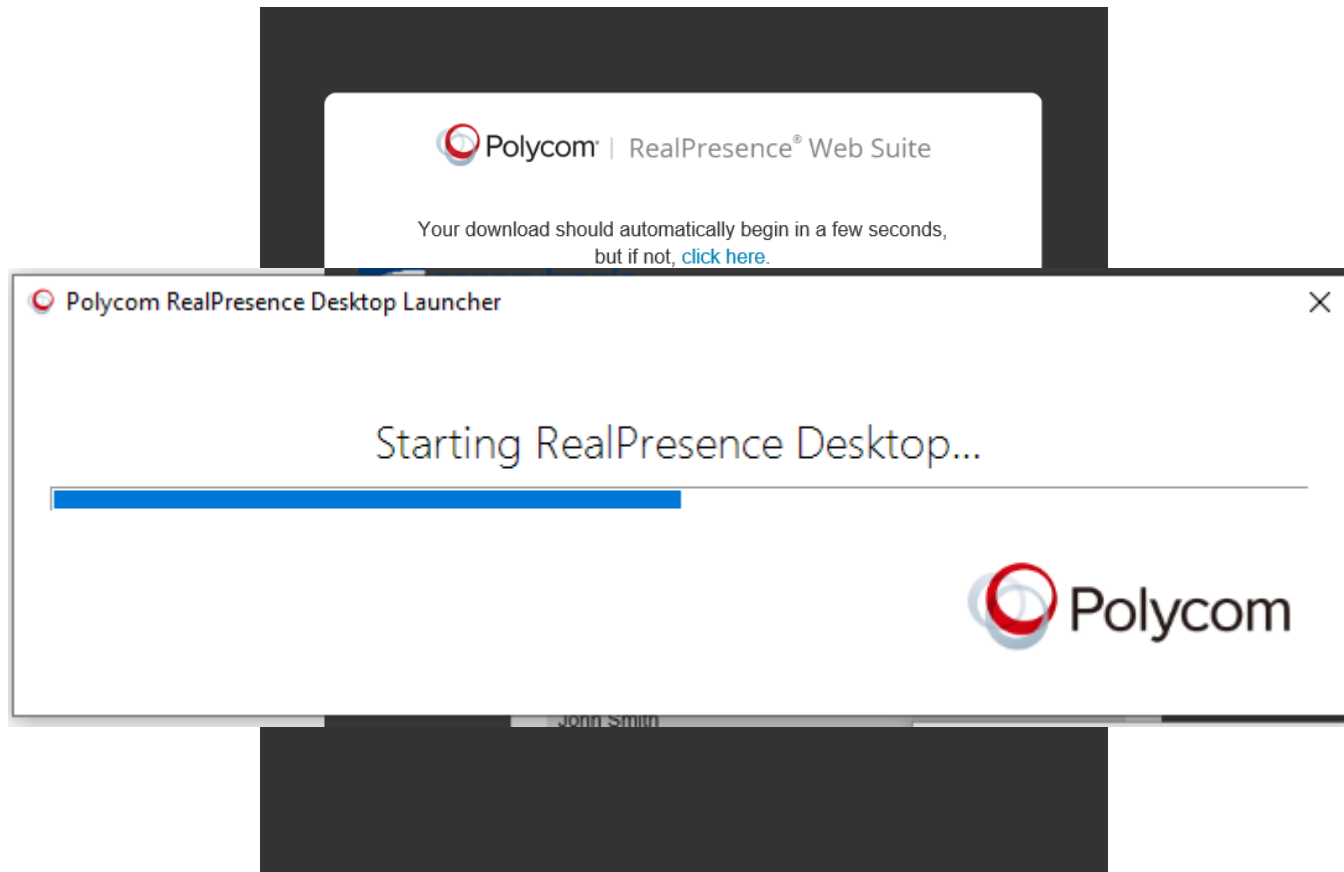 Polycom® | RealPresence® Web Suite
Your download should automatically begin in a few seconds,
but if not, click here.
Polycom RealPresence Desktop Launcher
Starting RealPresence Desktop...
Polycom
John Smith